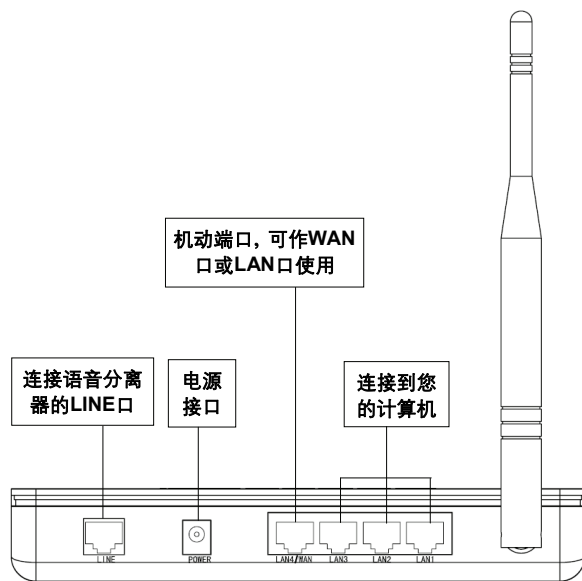 机动端口，可作WAN
口或LAN口使用
连接语音分离
器的LINE口
电源
接口
连接到您
的计算机
LINE
POWER
LAN4/WAN
LAN3
LAN2
LAN1